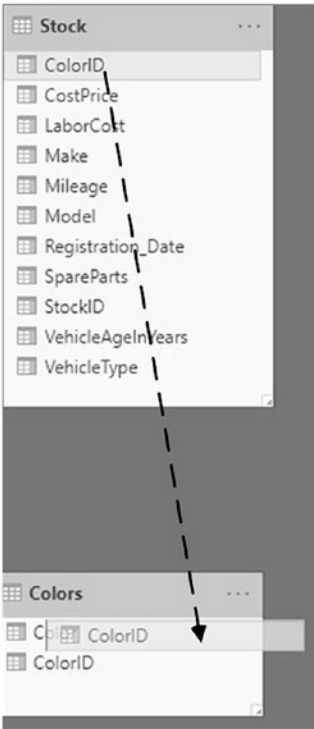 Stock
ColorID
CostPrice
LaborCost
Make
Mileage
Model
Registration_Date
SpareParts
StockID
VehicleAgeInYears
VehicleType
Colors
ColorID
ColorID